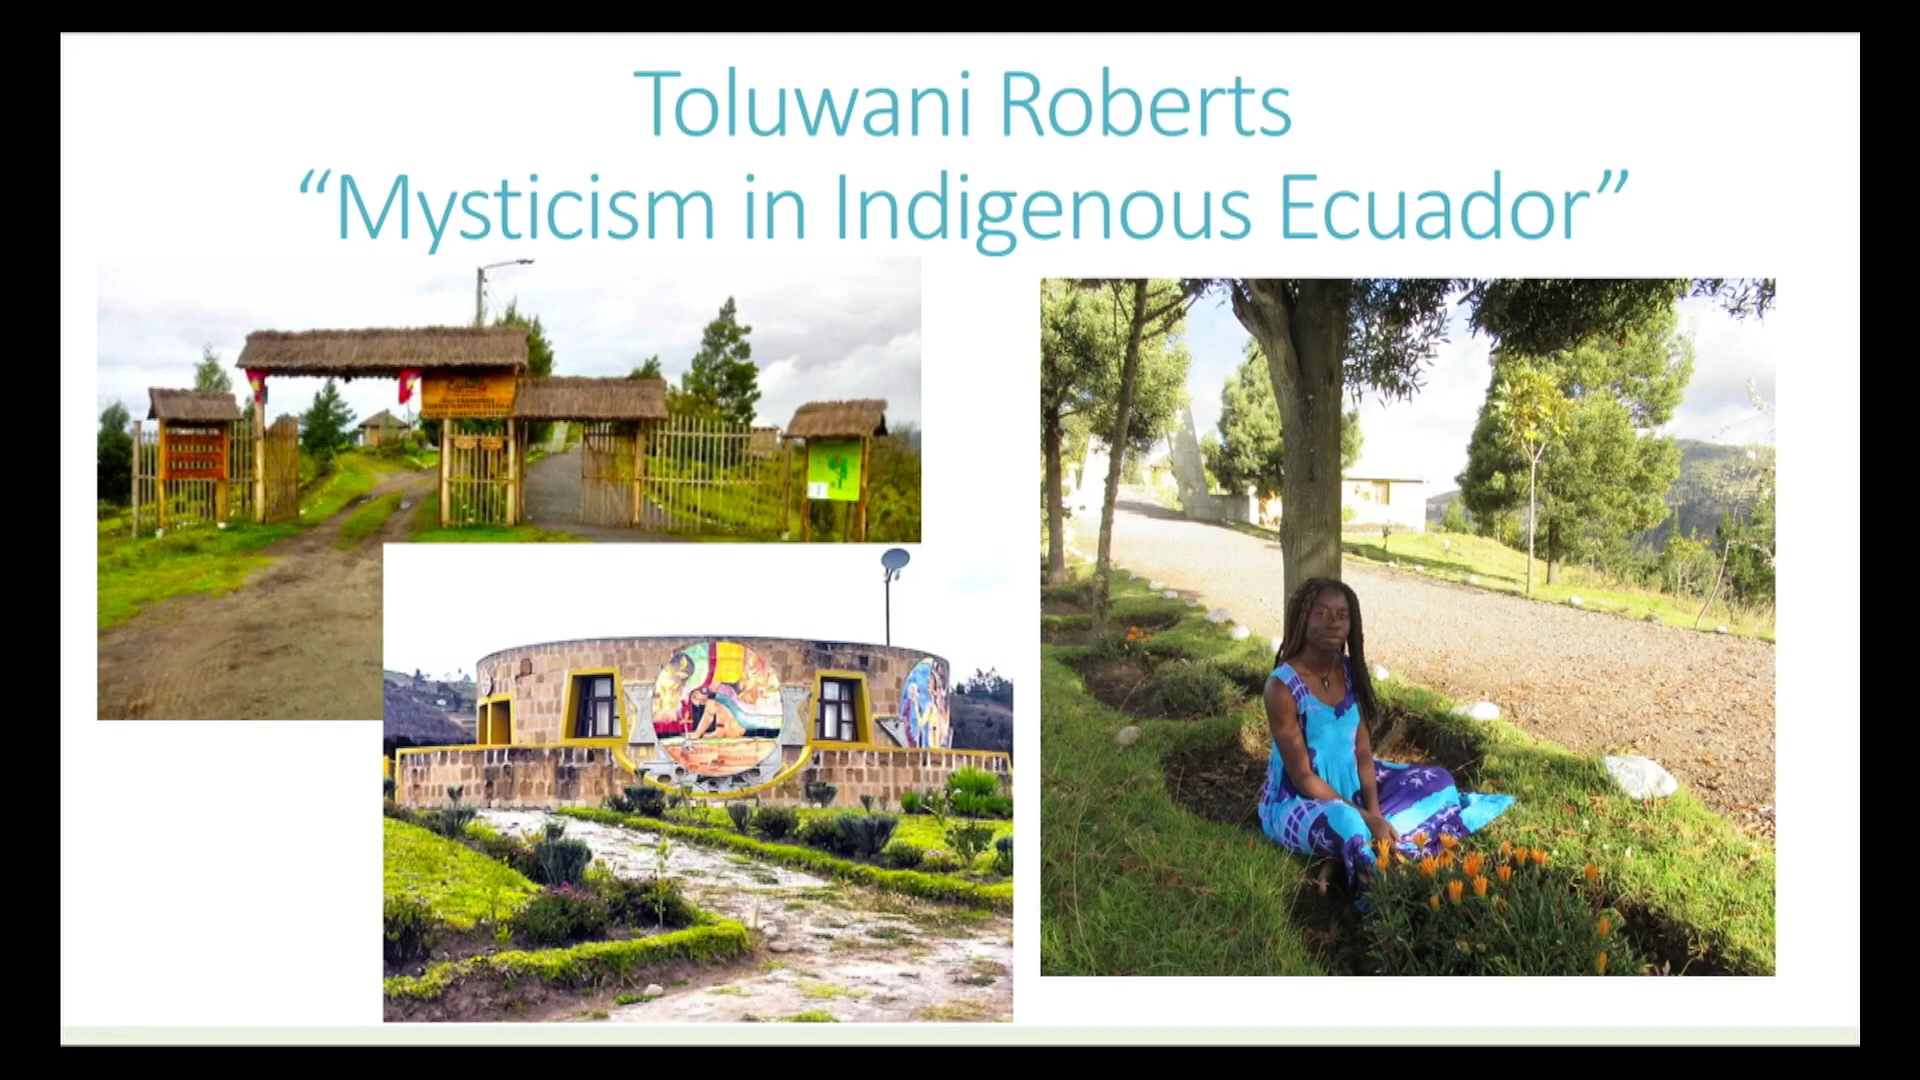 Toluwani Roberts
“Mysticism in Indigenous Ecuador”